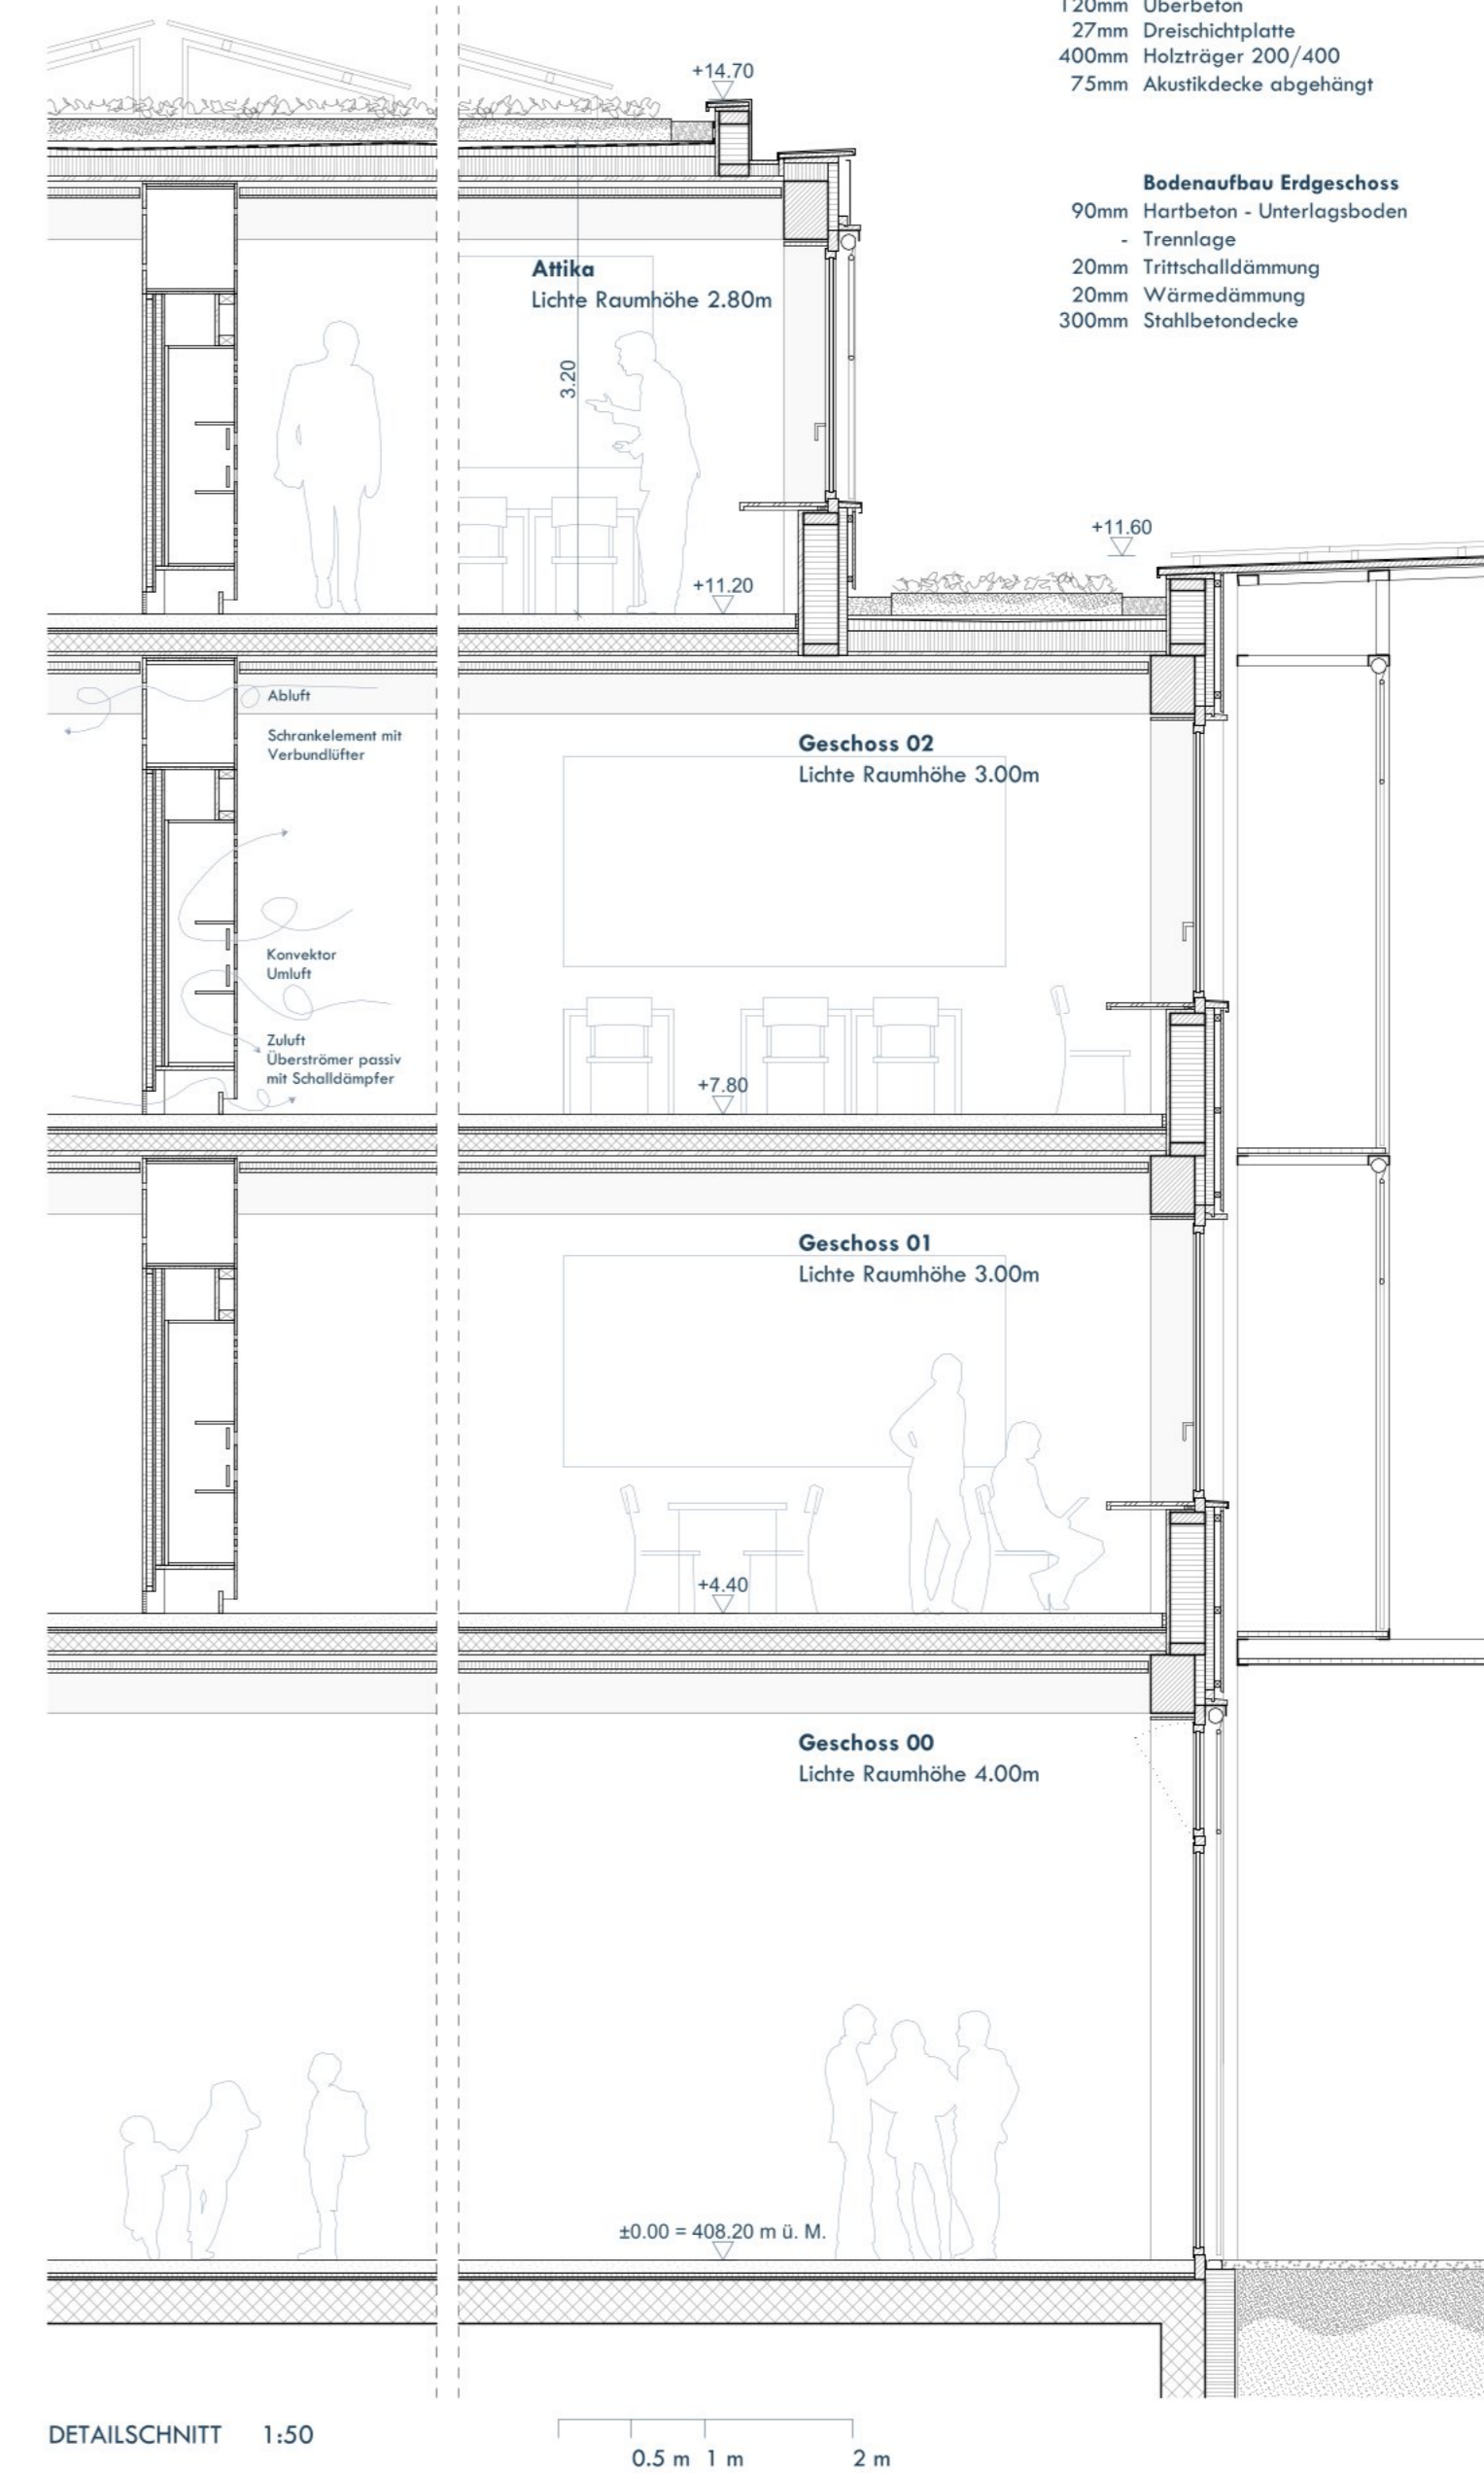 120mm Überbeton
27mm Dreischichtplatte
400mm Holzträger 200/400
75mm Akustikdecke abgehängt
+14.70
Bodenaufbau Erdgeschoss
90mm Hartbeton - Unterlagsboden
- Trennlage
20mm Trittschalldämmung
20mm Wärmedämmung
300mm Stahlbetondecke
Attika
Lichte Raumhöhe 2.80m
3.20
+11.60
+11.20
Abluft
Schrankelement mit
Verbundlüfter
Geschoss 02
Lichte Raumhöhe 3.00m
Konvektor
Umluft
Zuluft
Überströmer passiv
mit Schalldämpfer
+7.80
Geschoss 01
Lichte Raumhöhe 3.00m
+4.40
Geschoss 00
Lichte Raumhöhe 4.00m
±0.00 = 408.20 m ü. M.
DETAILSCHNITT 1:50
0.5 m 1 m 2 m